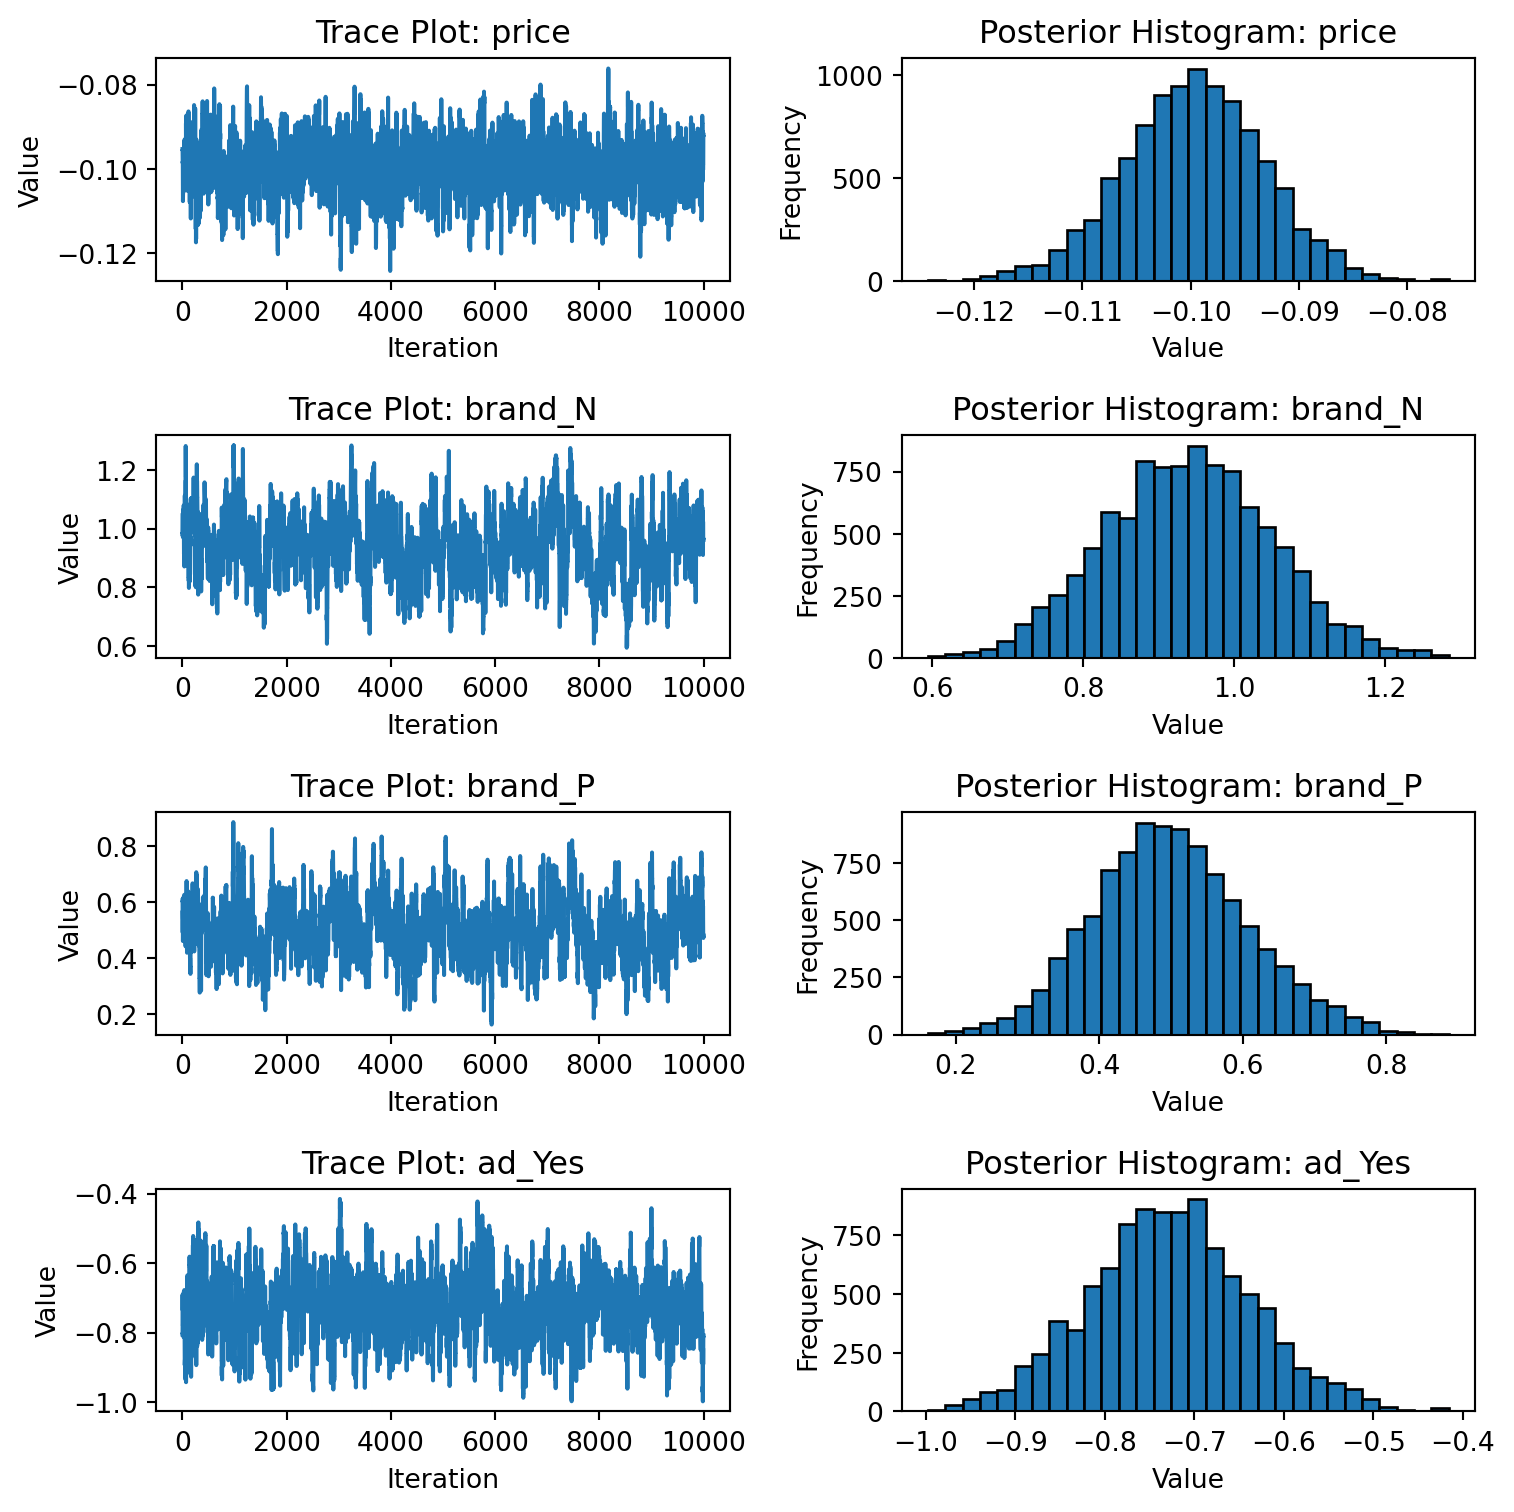 Trace Plot: price
Value
−0.08
−0.10
−0.12
0 2000 4000 6000 8000 10000
Iteration
Posterior Histogram: price
Frequency
1000
500
0
−0.12 −0.11 −0.10 −0.09 −0.08
Value
Trace Plot: brand_N
Value
1.2
1.0
0.8
0.6
0 2000 4000 6000 8000 10000
Iteration
Posterior Histogram: brand_N
Frequency
750
500
250
0
0.6 0.8 1.0 1.2
Value
Trace Plot: brand_P
Value
0.8
0.6
0.4
0.2
0 2000 4000 6000 8000 10000
Iteration
Posterior Histogram: brand_P
Frequency
750
500
250
0
0.2 0.4 0.6 0.8
Value
Trace Plot: ad_Yes
Value
−0.4
−0.6
−0.8
−1.0
0 2000 4000 6000 8000 10000
Iteration
Posterior Histogram: ad_Yes
Frequency
750
500
250
0
−1.0 −0.9 −0.8 −0.7 −0.6 −0.5 −0.4
Value